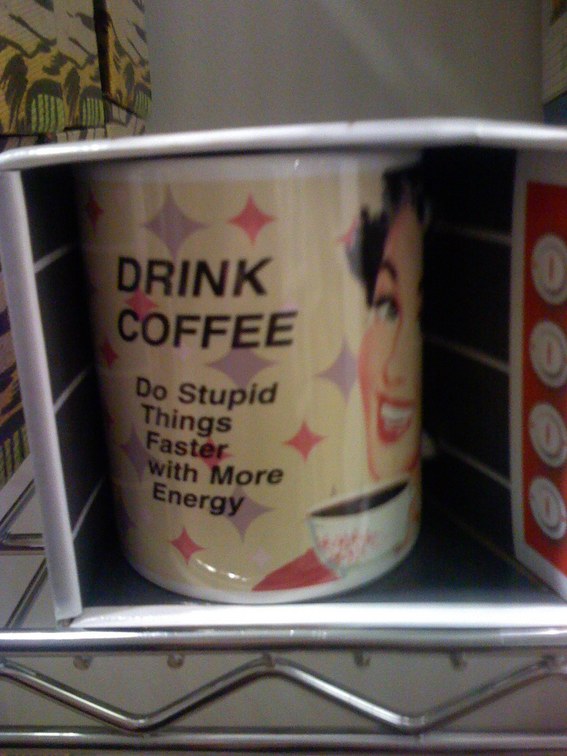 DRINK
COFFEE
Do Stupid
Things
Faster
with More
Energy